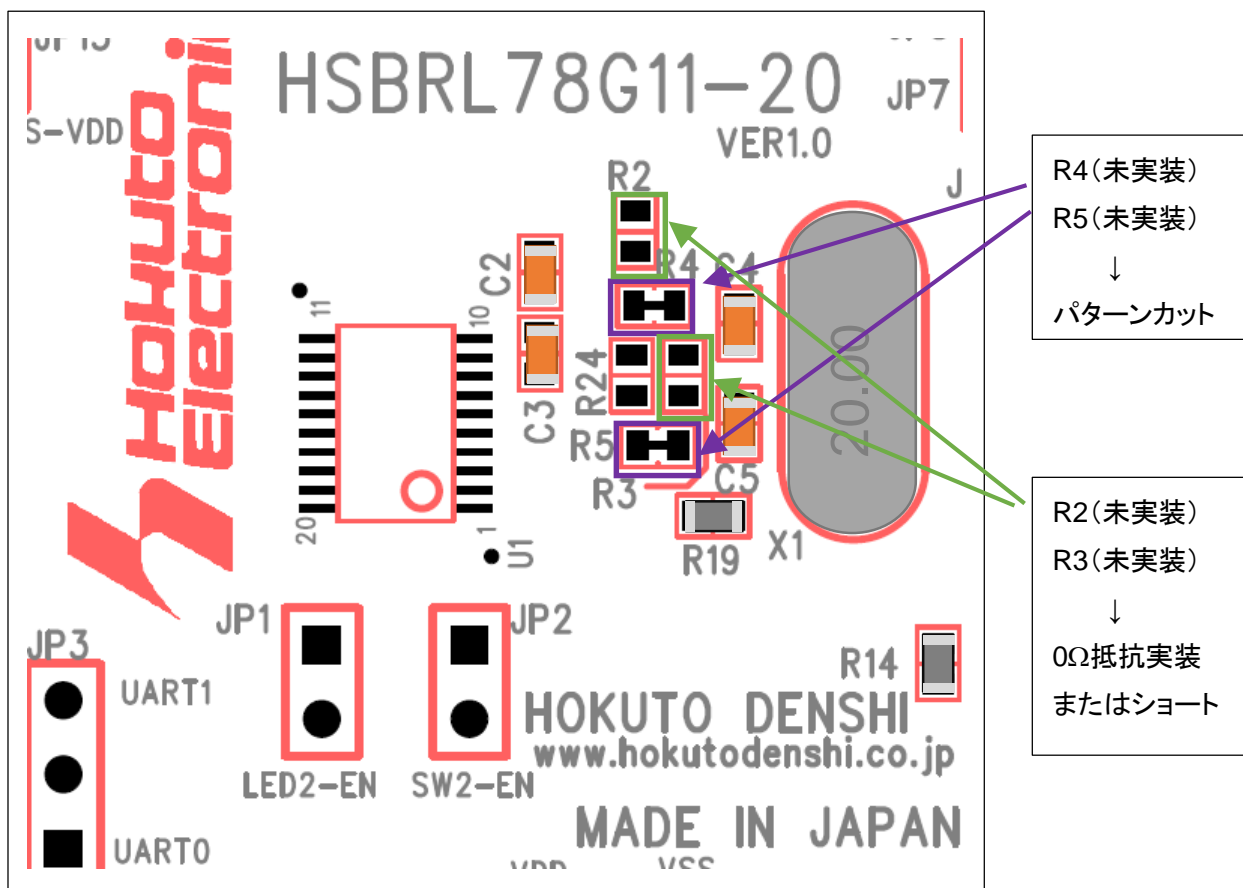 JP15
Hokuto
Electronic
S-VDD
HSBRL78G11-20
VER1.0
JP7
J
R2
R4
C4
C2
11
10
C3
R24
R5
R3
C5
20.00
R19
X1
20
1
U1
JP1
JP2
JP3
UART1
LED2-EN
SW2-EN
UART0
R14
HOKUTO DENSHI
www.hokutodenshi.co.jp
MADE IN JAPAN
VDD
VSS
R4(未実装)
R5(未実装)
↓
パターンカット
R2(未実装)
R3(未実装)
↓
0Ω抵抗実装
またはショート